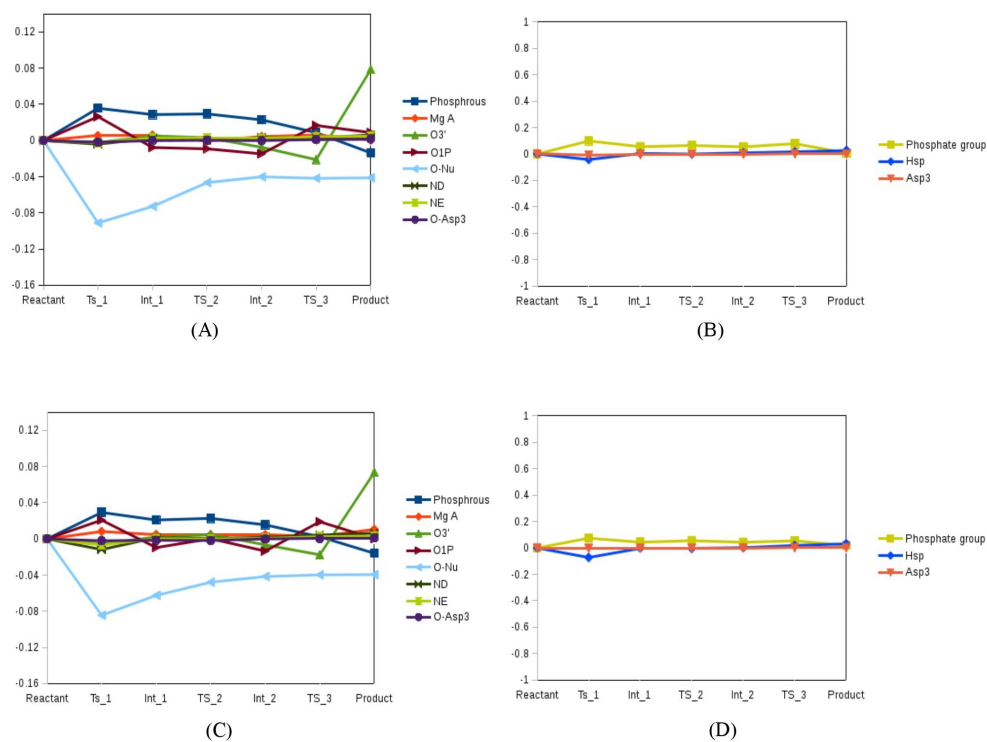 0.12
0.08
0.04
0
-0.04
-0.08
-0.12
-0.16
Reactant Ts_1 Int_1 TS_2 Int_2 TS_3 Product
Phosphrous
Mg A
O3'
O1P
O-Nu
ND
NE
O-Asp3
(A)
1
0.8
0.6
0.4
0.2
0
-0.2
-0.4
-0.6
-0.8
-1
Reactant Ts_1 Int_1 TS_2 Int_2 TS_3 Product
Phosphate group
Hsp
Asp3
(B)
0.12
0.08
0.04
0
-0.04
-0.08
-0.12
-0.16
Reactant Ts_1 Int_1 TS_2 Int_2 TS_3 Product
Phosphrous
Mg A
O3'
O1P
O-Nu
ND
NE
O-Asp3
(C)
1
0.8
0.6
0.4
0.2
0
-0.2
-0.4
-0.6
-0.8
-1
Reactant Ts_1 Int_1 TS_2 Int_2 TS_3 Product
Phosphate group
Hsp
Asp3
(D)